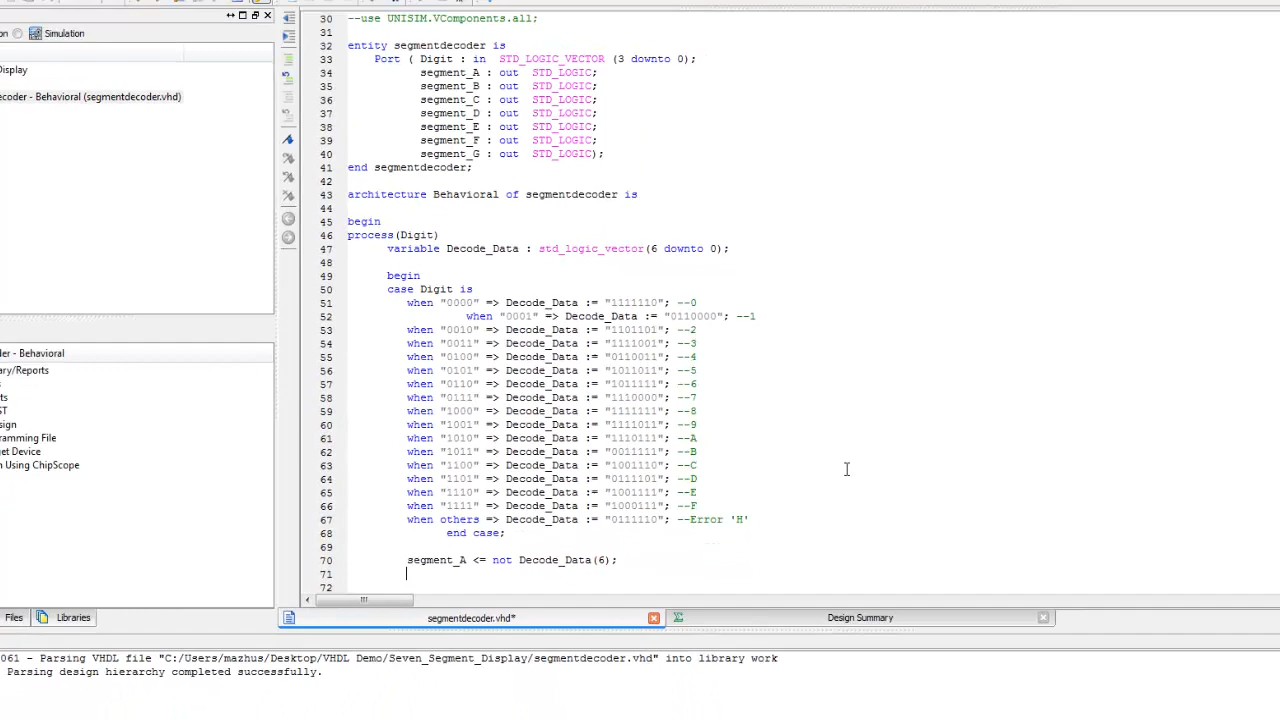 on Simulation
Display
ecoder - Behavioral (segmentdecoder.vhd)
coder - Behavioral
ary/Reports
s
ts
ST
sign
gramming File
get Device
n Using ChipScope
Files Libraries
30 --use UNISIM.VComponents.all;
31
32 entity segmentdecoder is
33 Port ( Digit : in STD_LOGIC_VECTOR (3 downto 0);
34 segment_A : out STD_LOGIC;
35 segment_B : out STD_LOGIC;
36 segment_C : out STD_LOGIC;
37 segment_D : out STD_LOGIC;
38 segment_E : out STD_LOGIC;
39 segment_F : out STD_LOGIC;
40 segment_G : out STD_LOGIC);
41 end segmentdecoder;
42
43 architecture Behavioral of segmentdecoder is
44
45 begin
46 process(Digit)
47 variable Decode_Data : std_logic_vector(6 downto 0);
48
49 begin
50 case Digit is
51 when "0000" => Decode_Data := "1111110"; --0
52 when "0001" => Decode_Data := "0110000"; --1
53 when "0010" => Decode_Data := "1101101"; --2
54 when "0011" => Decode_Data := "1111001"; --3
55 when "0100" => Decode_Data := "0110011"; --4
56 when "0101" => Decode_Data := "1011011"; --5
57 when "0110" => Decode_Data := "1011111"; --6
58 when "0111" => Decode_Data := "1110000"; --7
59 when "1000" => Decode_Data := "1111111"; --8
60 when "1001" => Decode_Data := "1111011"; --9
61 when "1010" => Decode_Data := "1110111"; --A
62 when "1011" => Decode_Data := "0011111"; --B
63 when "1100" => Decode_Data := "1001110"; --C
64 when "1101" => Decode_Data := "0111101"; --D
65 when "1110" => Decode_Data := "1001111"; --E
66 when "1111" => Decode_Data := "1000111"; --F
67 when others => Decode_Data := "0111110"; --Error 'H'
68 end case;
69
70 segment_A <= not Decode_Data(6);
71
72
segmentdecoder.vhd* Design Summary
061 - Parsing VHDL file "C:/Users/mazhus/Desktop/VHDL Demo/Seven_Segment_Display/segmentdecoder.vhd" into library work
Parsing design hierarchy completed successfully.